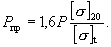 Pпр = 1,6P [σ]20 / [σ]t.